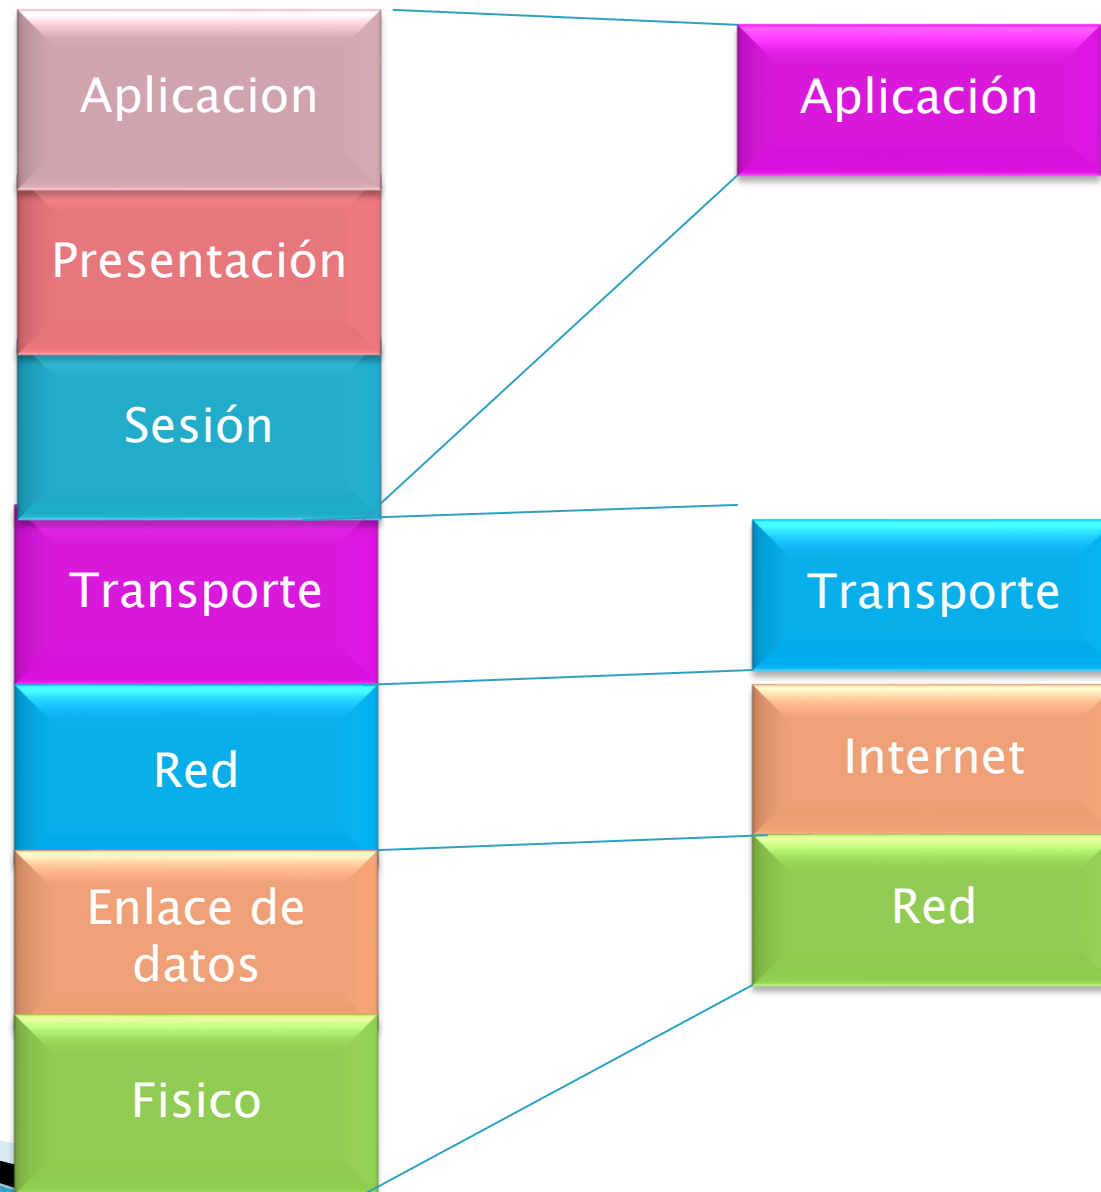 Aplicacion
Presentación
Sesión
Transporte
Red
Enlace de
datos
Fisico
Aplicación
Transporte
Internet
Red